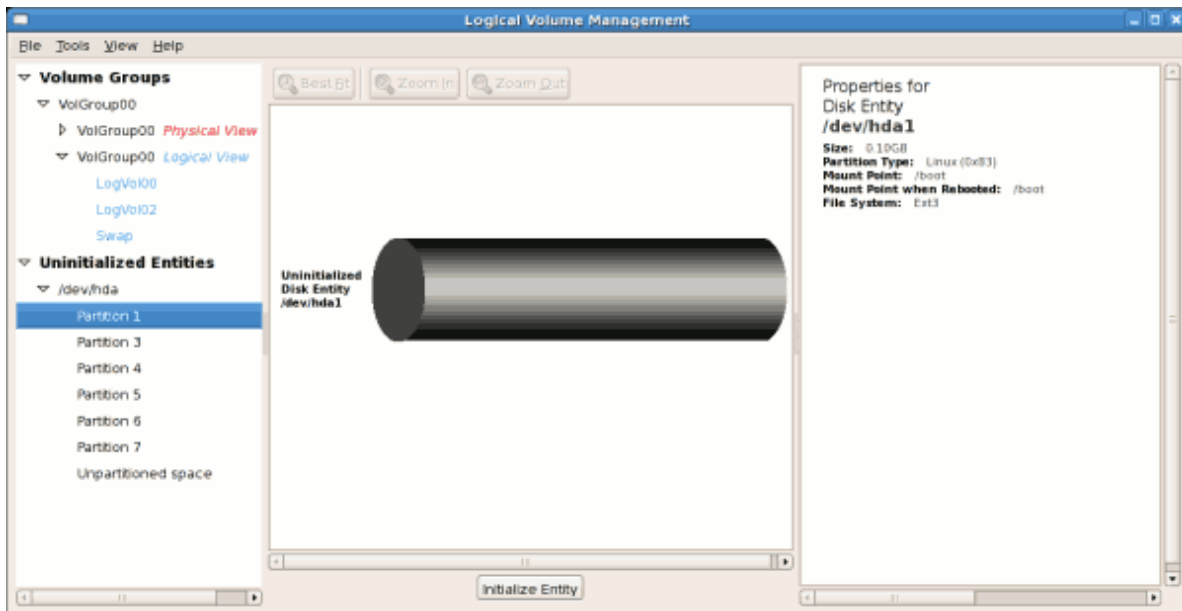 Logical Volume Management
File Tools View Help
Volume Groups
VolGroup00
VolGroup00 Physical View
VolGroup00 Logical View
LogVol00
LogVol02
Swap
Uninitialized Entities
/dev/hda
Partition 1
Partition 3
Partition 4
Partition 5
Partition 6
Partition 7
Unpartitioned space
Best Fit Zoom In Zoom Out
Uninitialized
Disk Entity
/dev/hda1
Initialize Entity
Properties for
Disk Entity
/dev/hda1
Size: 0.10GB
Partition Type: Linux (0x83)
Mount Point: /boot
Mount Point when Rebooted: /boot
File System: Ext3